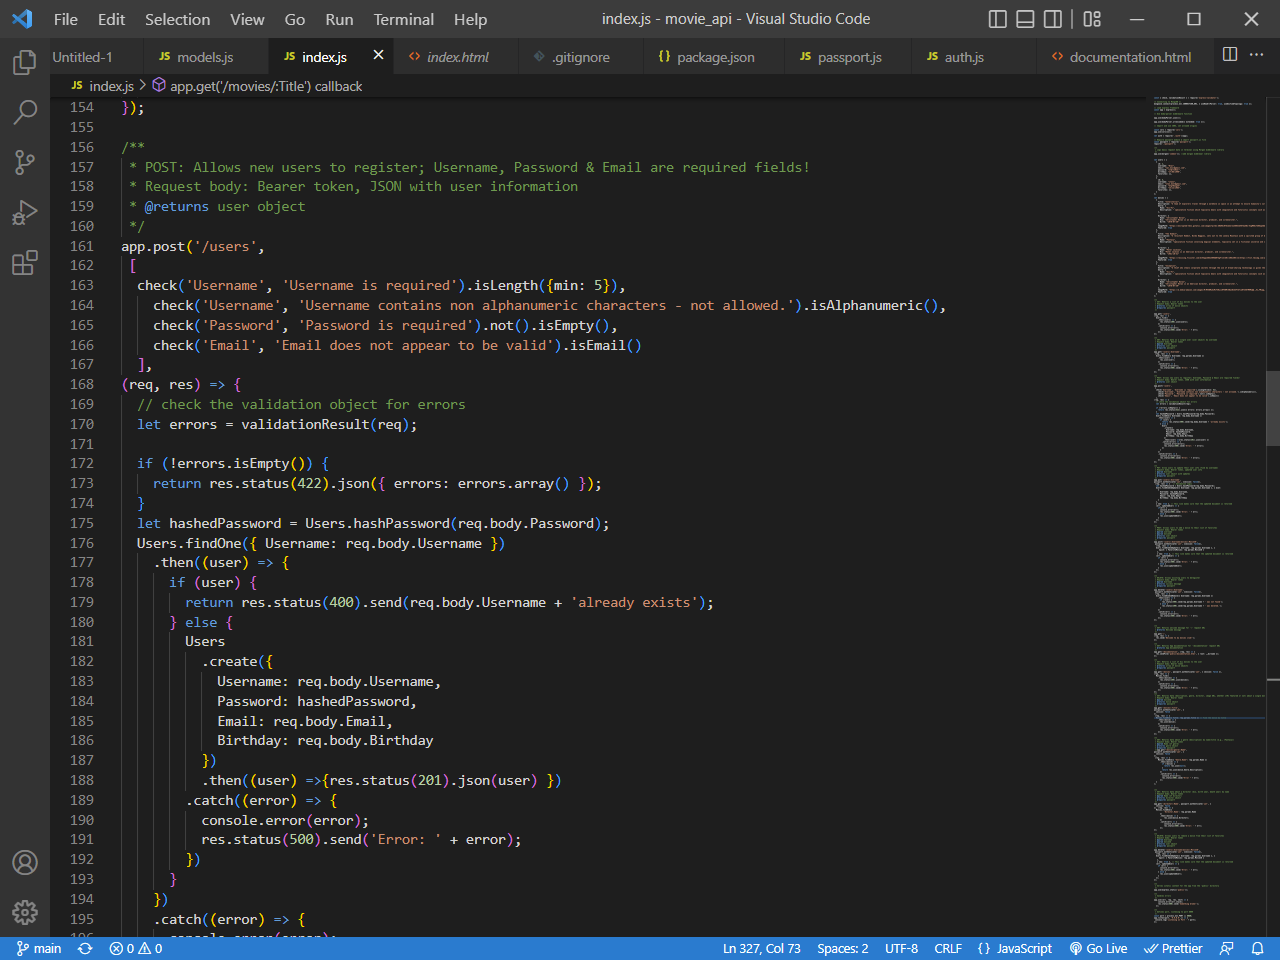 File Edit Selection View Go Run Terminal Help index.js - movie_api - Visual Studio Code
Untitled-1 JS models.js JS index.js <> index.html .gitignore {} package.json JS passport.js JS auth.js <> documentation.html
JS index.js > app.get('/movies/:Title') callback
154 });
155
156 /**
157  * POST: Allows new users to register; Username, Password & Email are required fields!
158  * Request body: Bearer token, JSON with user information
159  * @returns user object
160  */
161 app.post('/users',
162  [
163   check('Username', 'Username is required').isLength({min: 5}),
164     check('Username', 'Username contains non alphanumeric characters - not allowed.').isAlphanumeric(),
165     check('Password', 'Password is required').not().isEmpty(),
166     check('Email', 'Email does not appear to be valid').isEmail()
167   ],
168 (req, res) => {
169   // check the validation object for errors
170   let errors = validationResult(req);
171
172   if (!errors.isEmpty()) {
173     return res.status(422).json({ errors: errors.array() });
174   }
175   let hashedPassword = Users.hashPassword(req.body.Password);
176   Users.findOne({ Username: req.body.Username })
177     .then((user) => {
178       if (user) {
179         return res.status(400).send(req.body.Username + 'already exists');
180       } else {
181         Users
182           .create({
183             Username: req.body.Username,
184             Password: hashedPassword,
185             Email: req.body.Email,
186             Birthday: req.body.Birthday
187           })
188           .then((user) =>{res.status(201).json(user) })
189         .catch((error) => {
190           console.error(error);
191           res.status(500).send('Error: ' + error);
192         })
193       }
194     })
195     .catch((error) => {
196       console.error(error);
main 0 0 Ln 327, Col 73 Spaces: 2 UTF-8 CRLF {} JavaScript Go Live Prettier